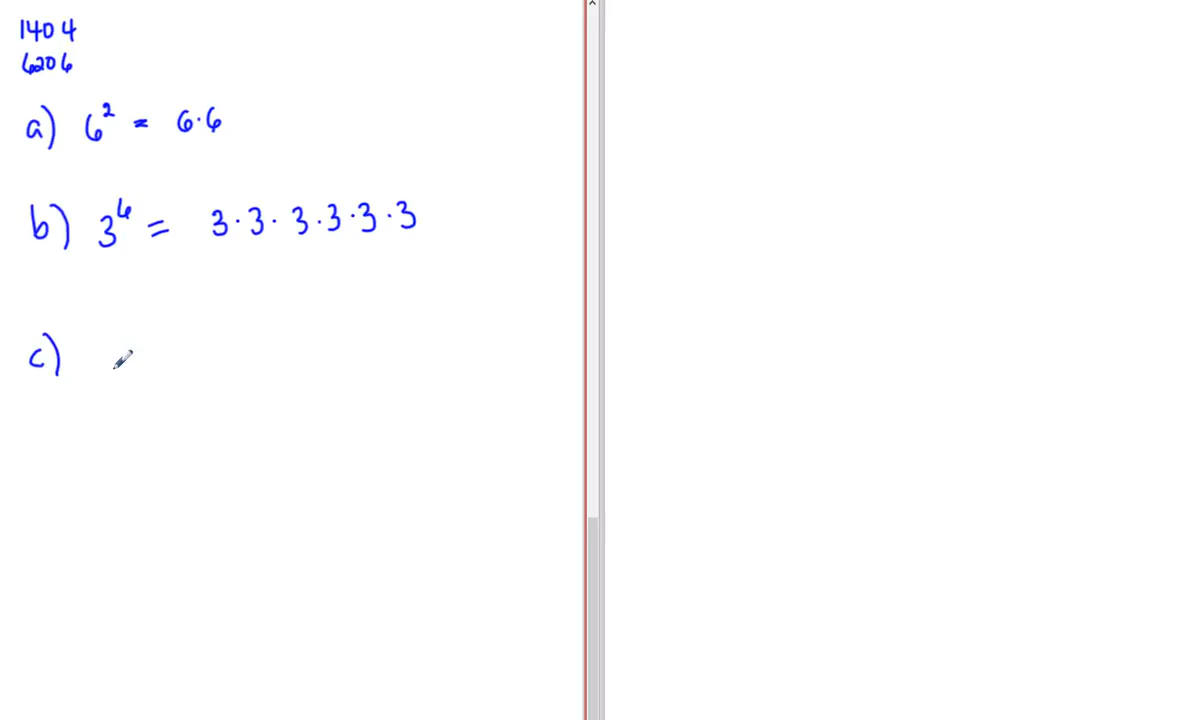 1404
6206
a) 6² = 6·6
b) 3⁶ = 3·3·3·3·3·3
c)